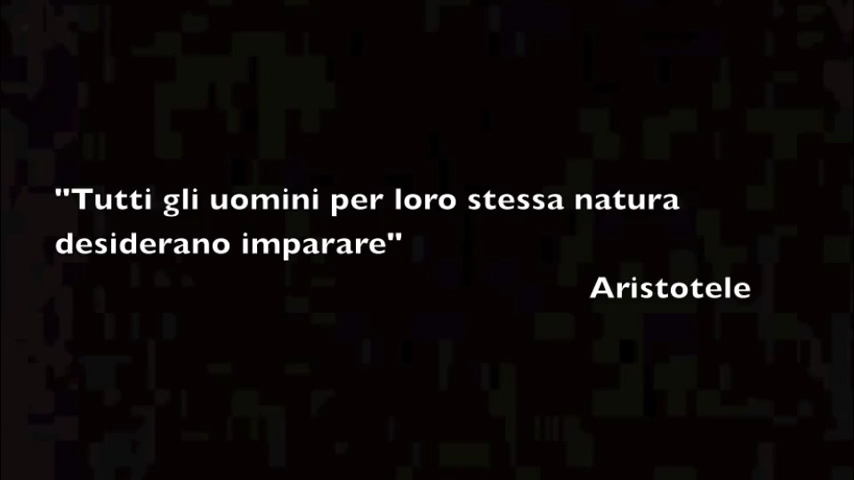 "Tutti gli uomini per loro stessa natura
desiderano imparare"
Aristotele